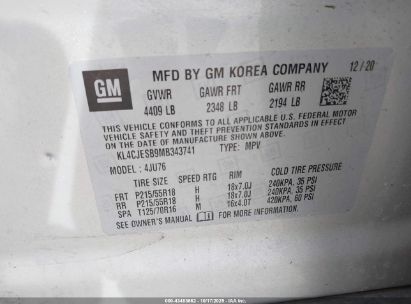 GM
MFD BY GM KOREA COMPANY 12/20
GVWR GAWR FRT GAWR RR
4409 LB 2348 LB 2194 LB
THIS VEHICLE CONFORMS TO ALL APPLICABLE U.S. FEDERAL MOTOR
VEHICLE SAFETY, BUMPER, AND THEFT PREVENTION STANDARDS IN
EFFECT ON THE DATE OF MANUFACTURE SHOWN ABOVE.
KL4CJESB9MB343741 TYPE: MPV
MODEL: 4JU76
TIRE SIZE SPEED RTG RIM COLD TIRE PRESSURE
FRT P215/55R18 H 18x7.0J 240KPA, 35 PSI
RR P215/55R18 H 18x7.0J 240KPA, 35 PSI
SPA T125/70R16 M 16x4.0T 420KPA, 60 PSI
SEE OWNER'S MANUAL FOR MORE INFORMATION.